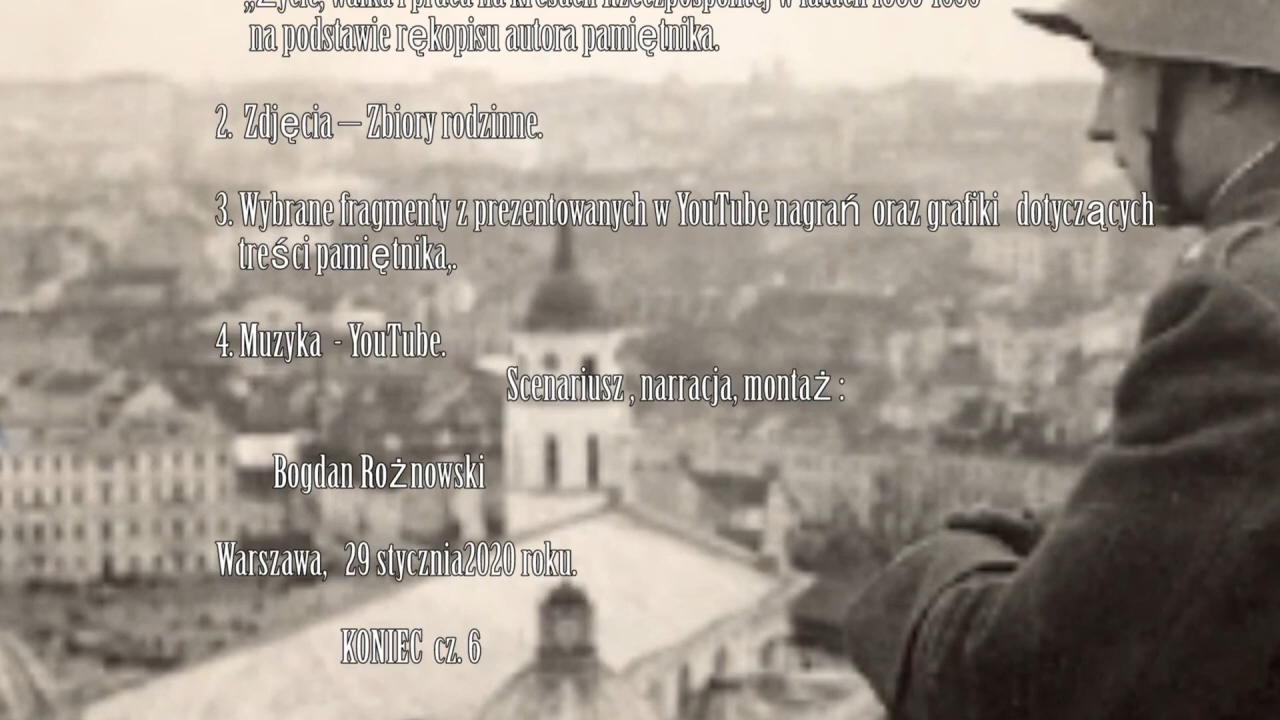 na podstawie rękopisu autora pamiętnika.
2. Zdjęcia – Zbiory rodzinne.
3. Wybrane fragmenty z prezentowanych w YouTube nagrań oraz grafiki dotyczących
treści pamiętnika,.
4. Muzyka - YouTube.
Scenariusz , narracja, montaż :
Bogdan Rożnowski
Warszawa, 29 stycznia2020 roku.
KONIEC cz. 6